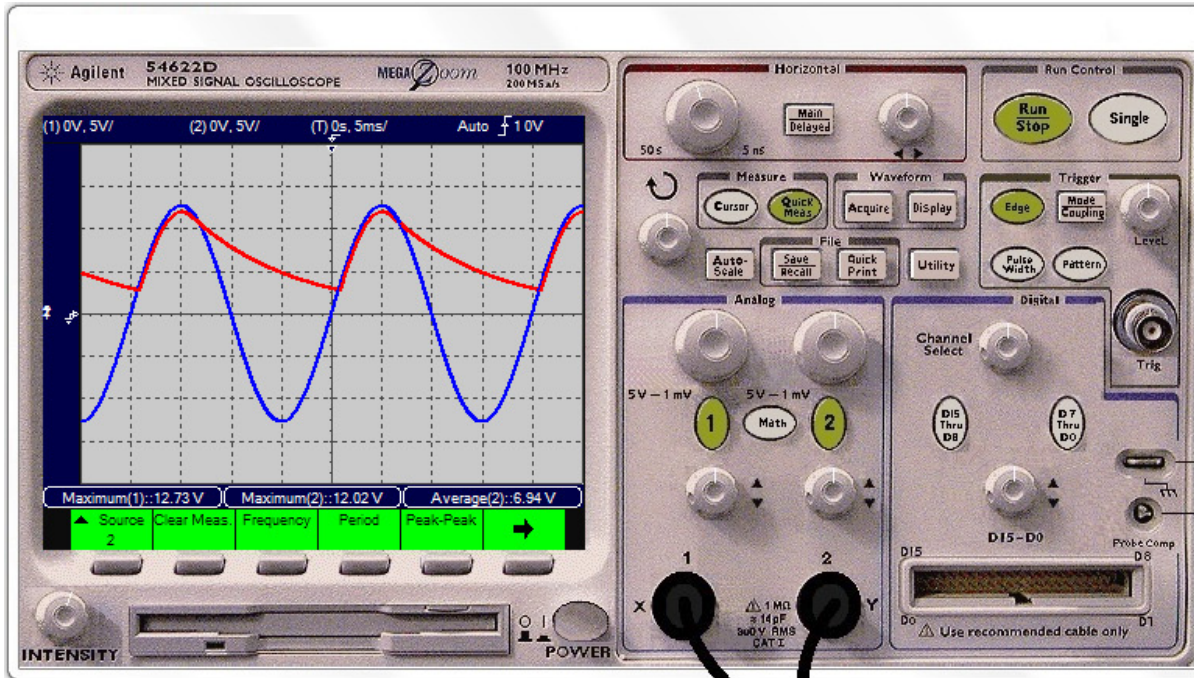 Agilent 54622D
MIXED SIGNAL OSCILLOSCOPE
MEGA Zoom
100 MHz
200 MSa/s
(1) 0V, 5V/ (2) 0V, 5V/ (T) 0s, 5ms/ Auto 1 0V
Maximum(1)::12.73 V Maximum(2)::12.02 V Average(2)::6.94 V
Source
2
Clear Meas.
Frequency
Period
Peak-Peak
INTENSITY
POWER
Horizontal
50 s
5 ns
Main
Delayed
Run Control
Run
Stop
Single
Measure
Cursor
Quick
Meas
Waveform
Acquire
Display
Trigger
Edge
Mode
Coupling
Level
Auto-
Scale
File
Save
Recall
Quick
Print
Utility
Pulse
Width
Pattern
Trig
Analog
5V – 1 mV
5V – 1 mV
1
Math
2
Digital
Channel
Select
D15
Thru
D8
D7
Thru
D0
D15–D0
Probe Comp
1
2
X
Y
1 MΩ
≈ 14 pF
300 V RMS
CAT I
D15
D8
D0
D7
Use recommended cable only